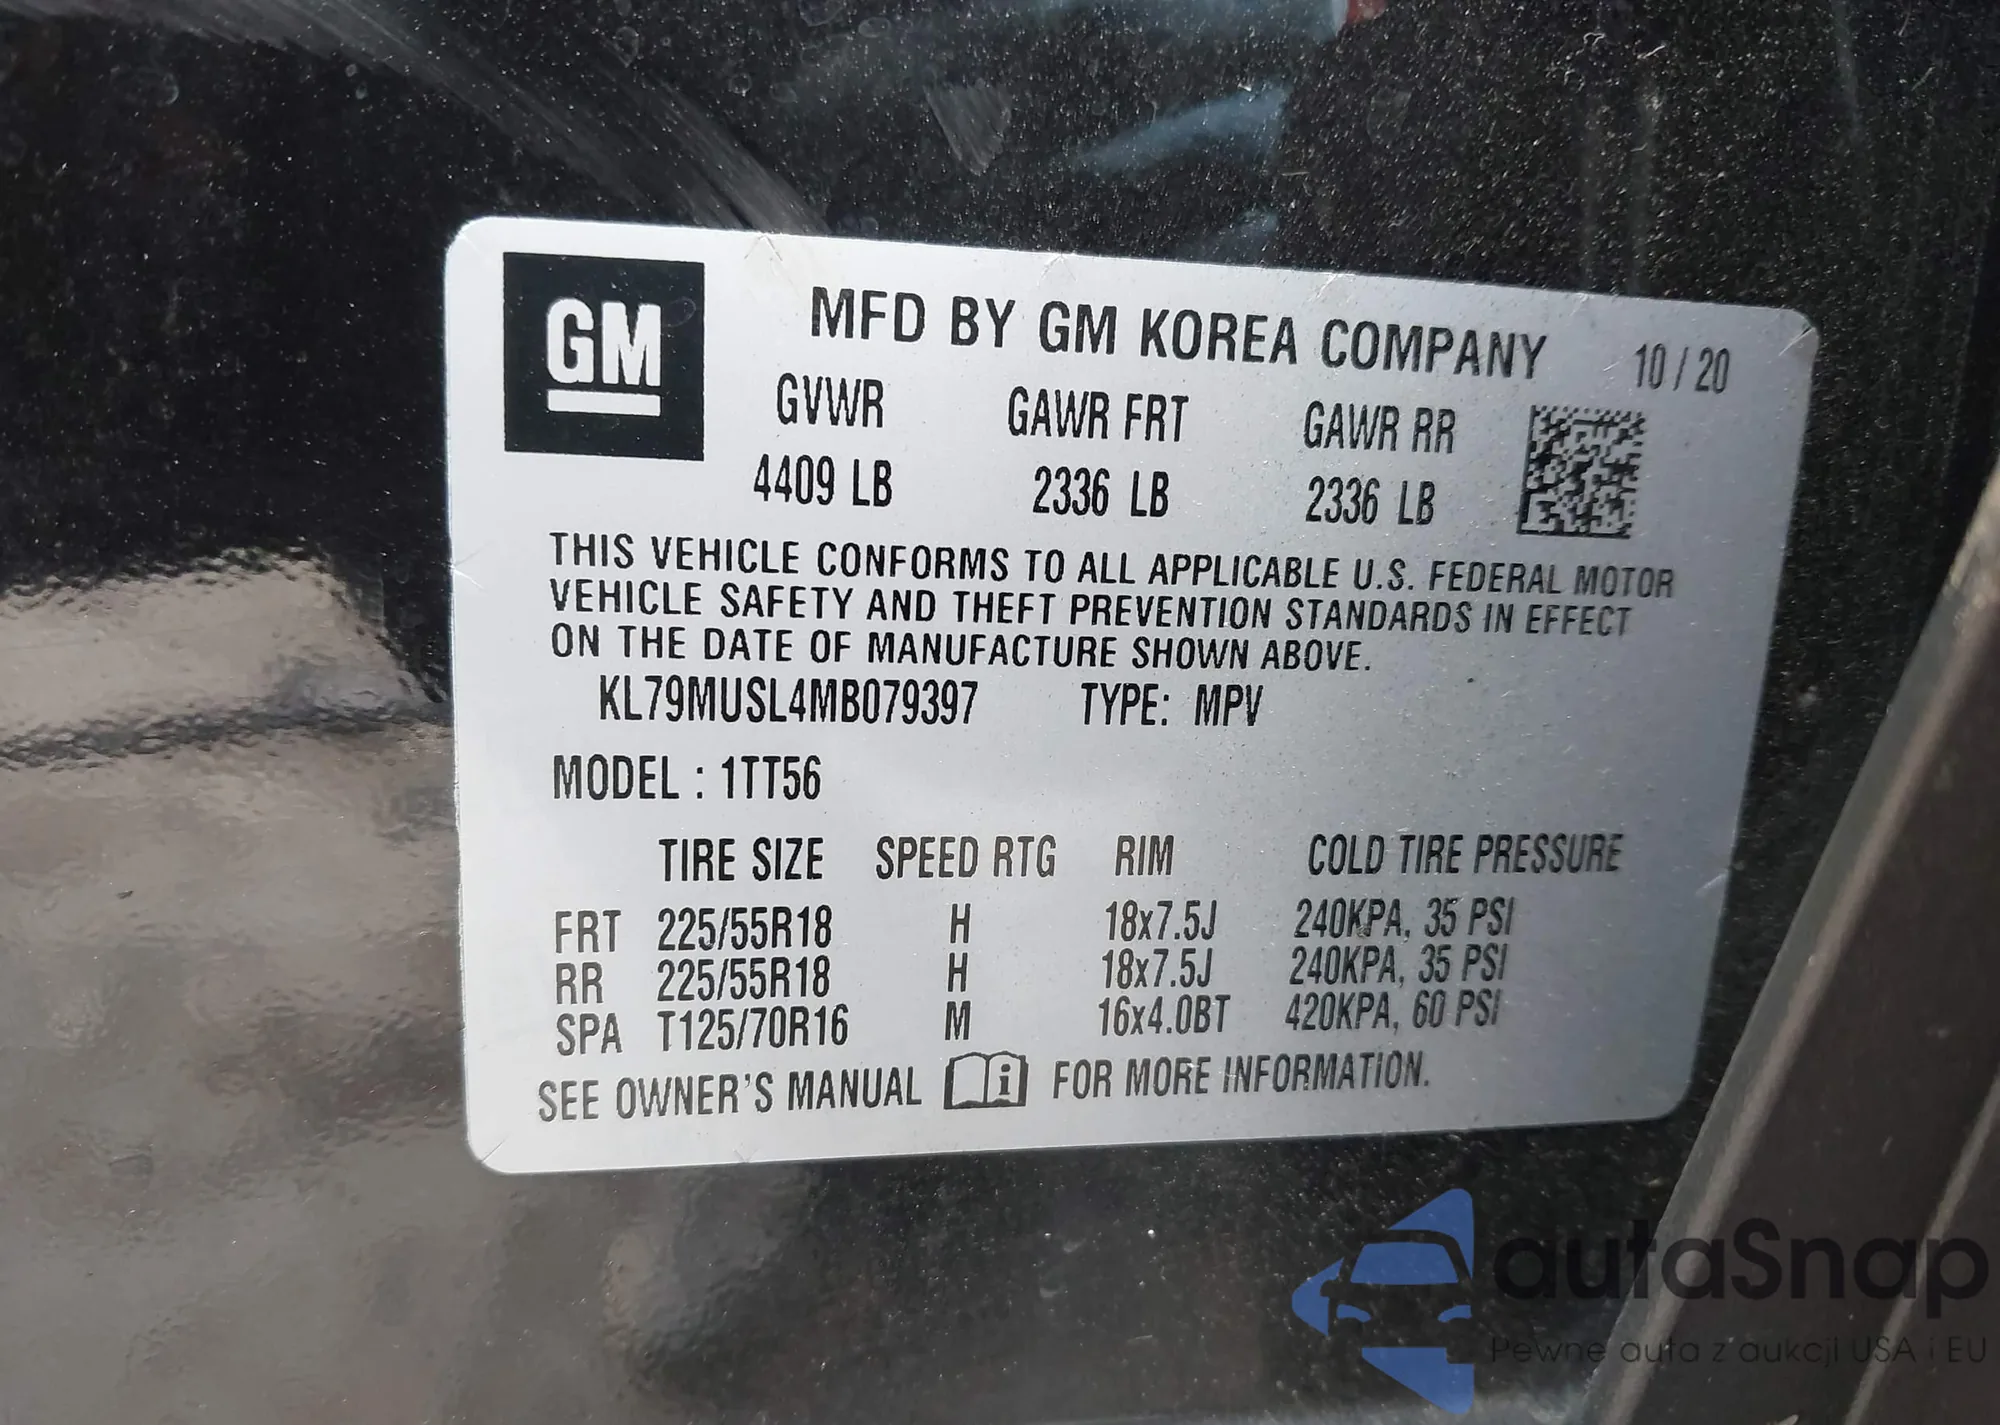 GM
MFD BY GM KOREA COMPANY 10 / 20
GVWR GAWR FRT GAWR RR
4409 LB 2336 LB 2336 LB
THIS VEHICLE CONFORMS TO ALL APPLICABLE U.S. FEDERAL MOTOR
VEHICLE SAFETY AND THEFT PREVENTION STANDARDS IN EFFECT
ON THE DATE OF MANUFACTURE SHOWN ABOVE.
KL79MUSL4MB079397 TYPE: MPV
MODEL : 1TT56
TIRE SIZE SPEED RTG RIM COLD TIRE PRESSURE
FRT 225/55R18 H 18x7.5J 240KPA, 35 PSI
RR 225/55R18 H 18x7.5J 240KPA, 35 PSI
SPA T125/70R16 M 16x4.0BT 420KPA, 60 PSI
SEE OWNER'S MANUAL i FOR MORE INFORMATION.
autaSnap
Pewne auta z aukcji USA i EU